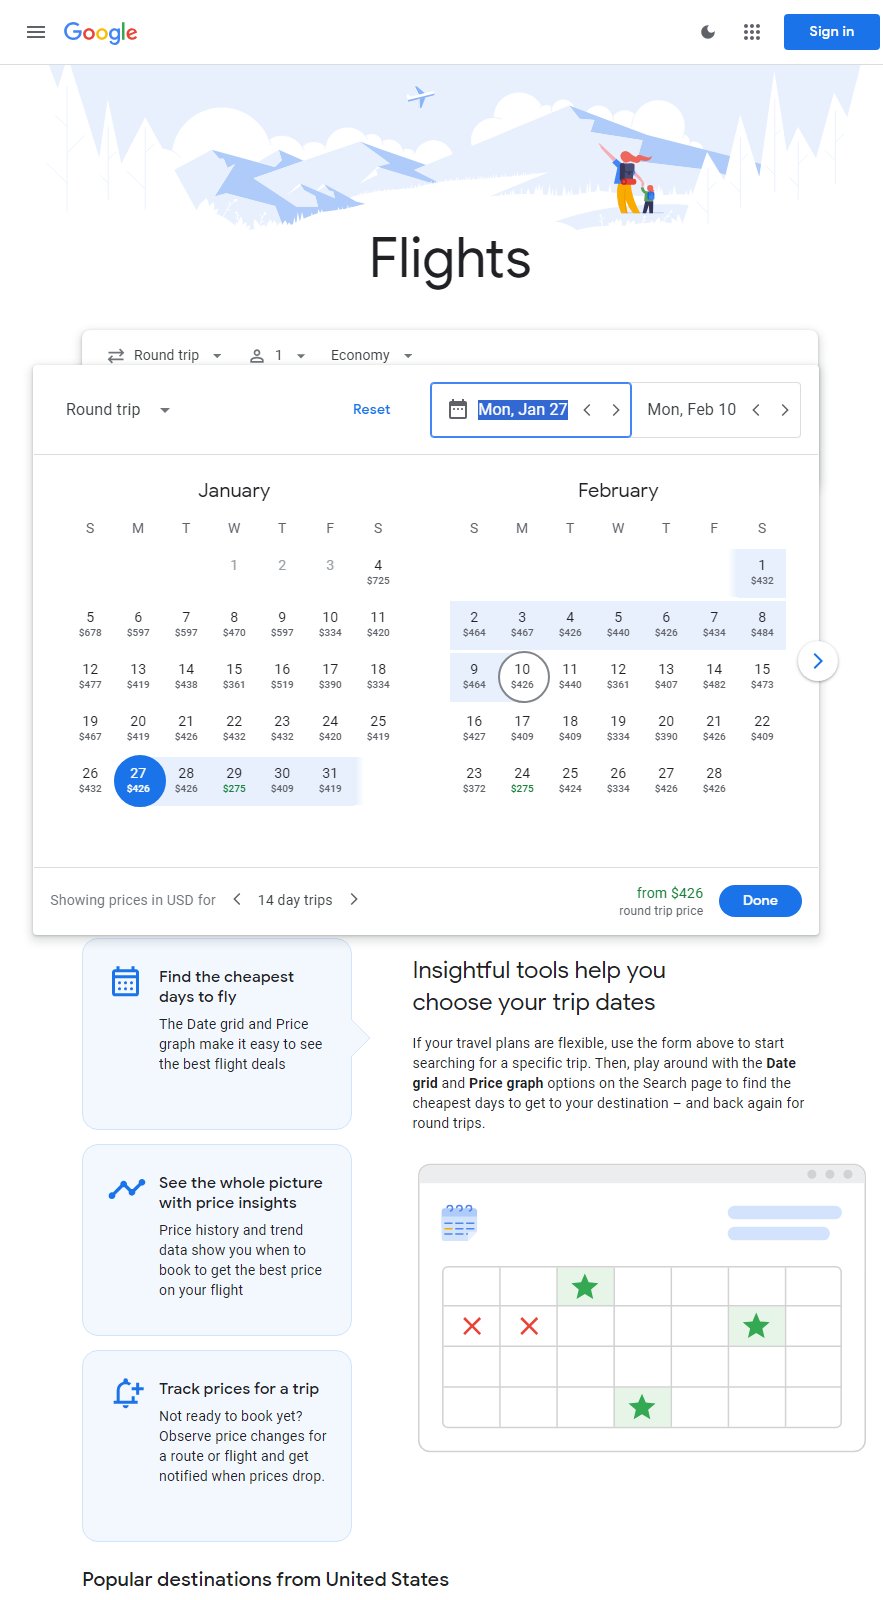 Google
Sign in
Flights
Round trip 1 Economy
Round trip Reset Mon, Jan 27 Mon, Feb 10
January
S M T W T F S
1 2 3 4
$725
5 6 7 8 9 10 11
$678 $597 $597 $470 $597 $334 $420
12 13 14 15 16 17 18
$477 $419 $438 $361 $519 $390 $334
19 20 21 22 23 24 25
$467 $419 $426 $432 $432 $420 $419
26 27 28 29 30 31
$432 $426 $426 $275 $409 $419
February
S M T W T F S
1
$432
2 3 4 5 6 7 8
$464 $467 $426 $440 $426 $434 $484
9 10 11 12 13 14 15
$464 $426 $440 $361 $407 $482 $473
16 17 18 19 20 21 22
$427 $409 $409 $334 $390 $426 $409
23 24 25 26 27 28
$372 $275 $424 $334 $426 $426
Showing prices in USD for 14 day trips
from $426
round trip price
Done
Find the cheapest
days to fly
The Date grid and Price
graph make it easy to see
the best flight deals
See the whole picture
with price insights
Price history and trend
data show you when to
book to get the best price
on your flight
Track prices for a trip
Not ready to book yet?
Observe price changes for
a route or flight and get
notified when prices drop.
Insightful tools help you
choose your trip dates
If your travel plans are flexible, use the form above to start
searching for a specific trip. Then, play around with the Date
grid and Price graph options on the Search page to find the
cheapest days to get to your destination – and back again for
round trips.
Popular destinations from United States